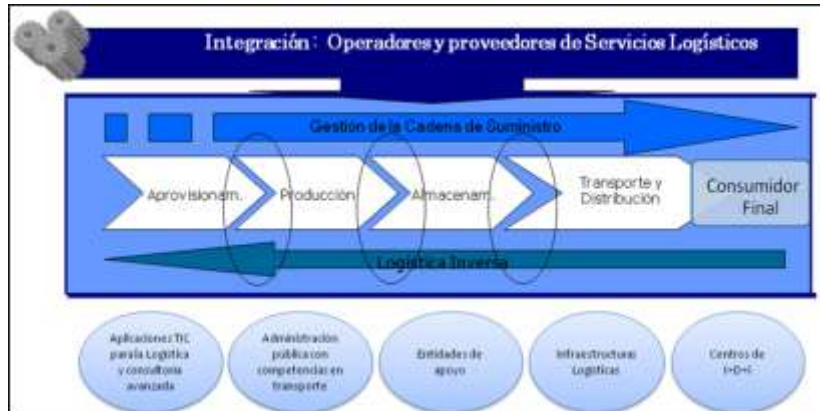 Integración: Operadores y proveedores de Servicios Logísticos
Gestión de la Cadena de Suministro
Aprovisionam.
Producción
Almacenam.
Transporte y
Distribución
Consumidor
Final
Logística Inversa
Aplicaciones TIC
para la Logística
y consultoría
avanzada
Administración
pública con
competencias en
transporte
Entidades de
apoyo
Infraestructuras
Logísticas
Centros de
I+D+i